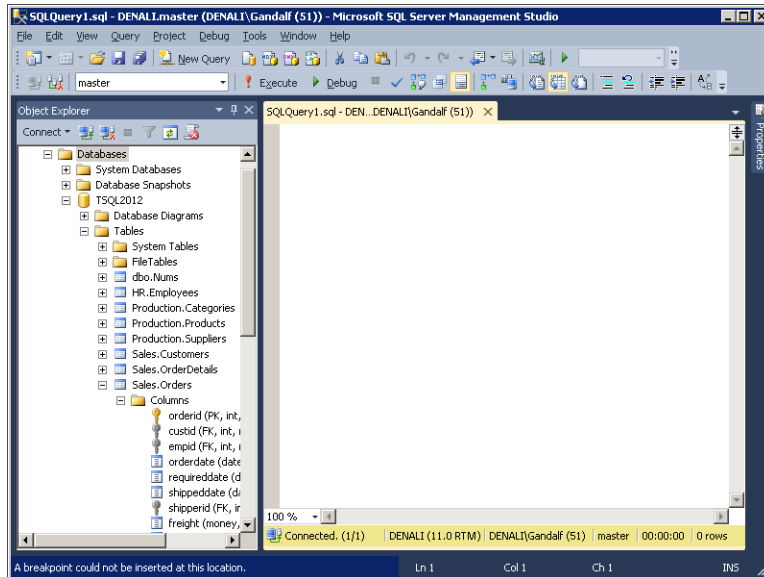 SQLQuery1.sql - DENALI.master (DENALI\Gandalf (51)) - Microsoft SQL Server Management Studio
File Edit View Query Project Debug Tools Window Help
New Query
master
Execute Debug
Object Explorer
SQLQuery1.sql - DEN...DENALI\Gandalf (51))
Connect
Properties
Databases
System Databases
Database Snapshots
TSQL2012
Database Diagrams
Tables
System Tables
FileTables
dbo.Nums
HR.Employees
Production.Categories
Production.Products
Production.Suppliers
Sales.Customers
Sales.OrderDetails
Sales.Orders
Columns
orderid (PK, int,
custid (FK, int,
empid (FK, int,
orderdate (date
requireddate (d
shippeddate (da
shipperid (FK, in
freight (money,
100 %
Connected. (1/1) DENALI (11.0 RTM) DENALI\Gandalf (51) master 00:00:00 0 rows
A breakpoint could not be inserted at this location. Ln 1 Col 1 Ch 1 INS